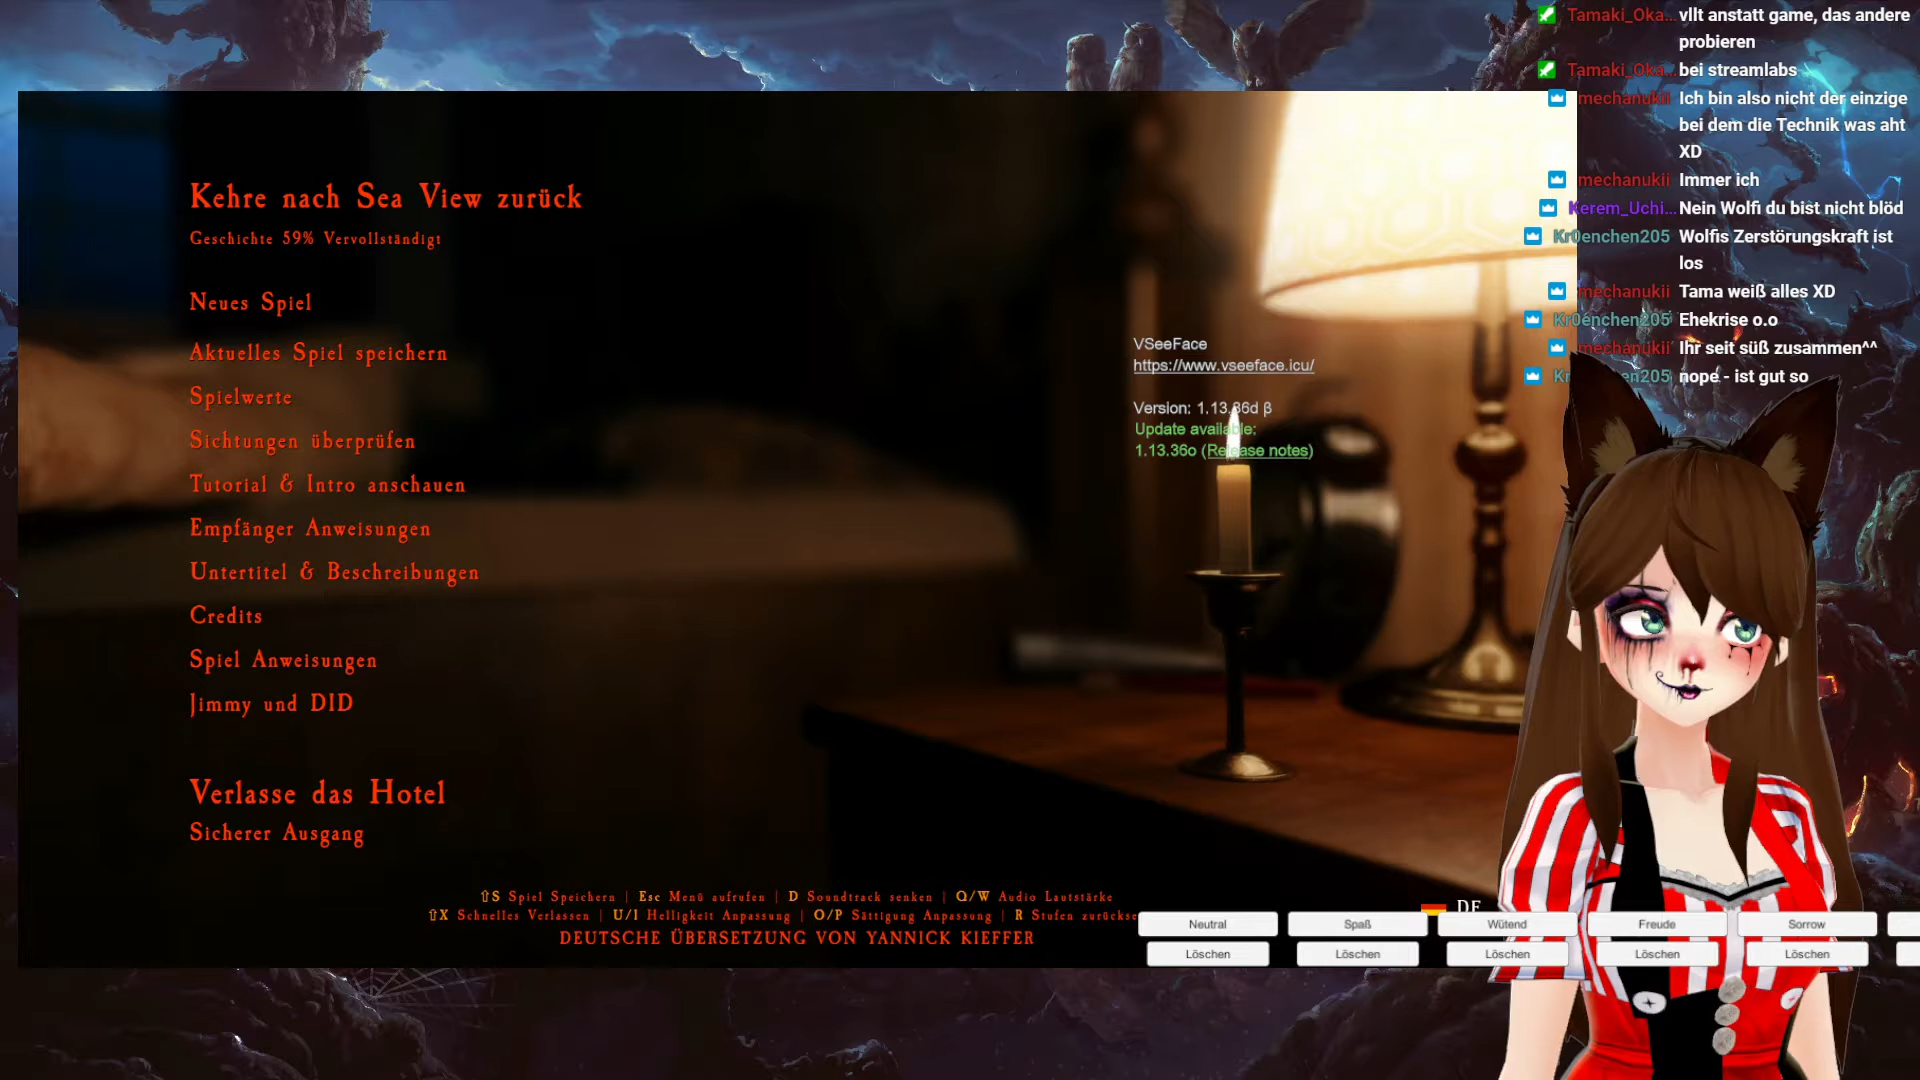 Kehre nach Sea View zurück
Geschichte 59% Vervollständigt
Neues Spiel
Aktuelles Spiel speichern
Spielwerte
Sichtungen überprüfen
Tutorial & Intro anschauen
Empfänger Anweisungen
Untertitel & Beschreibungen
Credits
Spiel Anweisungen
Jimmy und DID
Verlasse das Hotel
Sicherer Ausgang
⇧S Spiel Speichern | Esc Menü aufrufen | D Soundtrack senken | Q/W Audio Lautstärke
⇧X Schnelles Verlassen | U/I Helligkeit Anpassung | O/P Sättigung Anpassung | R Stufen zurückse
DEUTSCHE ÜBERSETZUNG VON YANNICK KIEFFER
DE
VSeeFace
https://www.vseeface.icu/
Version: 1.13.36d β
Update available:
1.13.36o (Release notes)
Neutral Spaß Wütend Freude Sorrow
Löschen Löschen Löschen Löschen Löschen
Tamaki_Oka... vllt anstatt game, das andere
probieren
Tamaki_Oka... bei streamlabs
mechanukii Ich bin also nicht der einzige
bei dem die Technik was aht
XD
mechanukii Immer ich
Kerem_Uchi... Nein Wolfi du bist nicht blöd
Kr0enchen205 Wolfis Zerstörungskraft ist
los
mechanukii Tama weiß alles XD
Kr0enchen205 Ehekrise o.o
mechanukii Ihr seit süß zusammen^^
Kr en205 nope - ist gut so